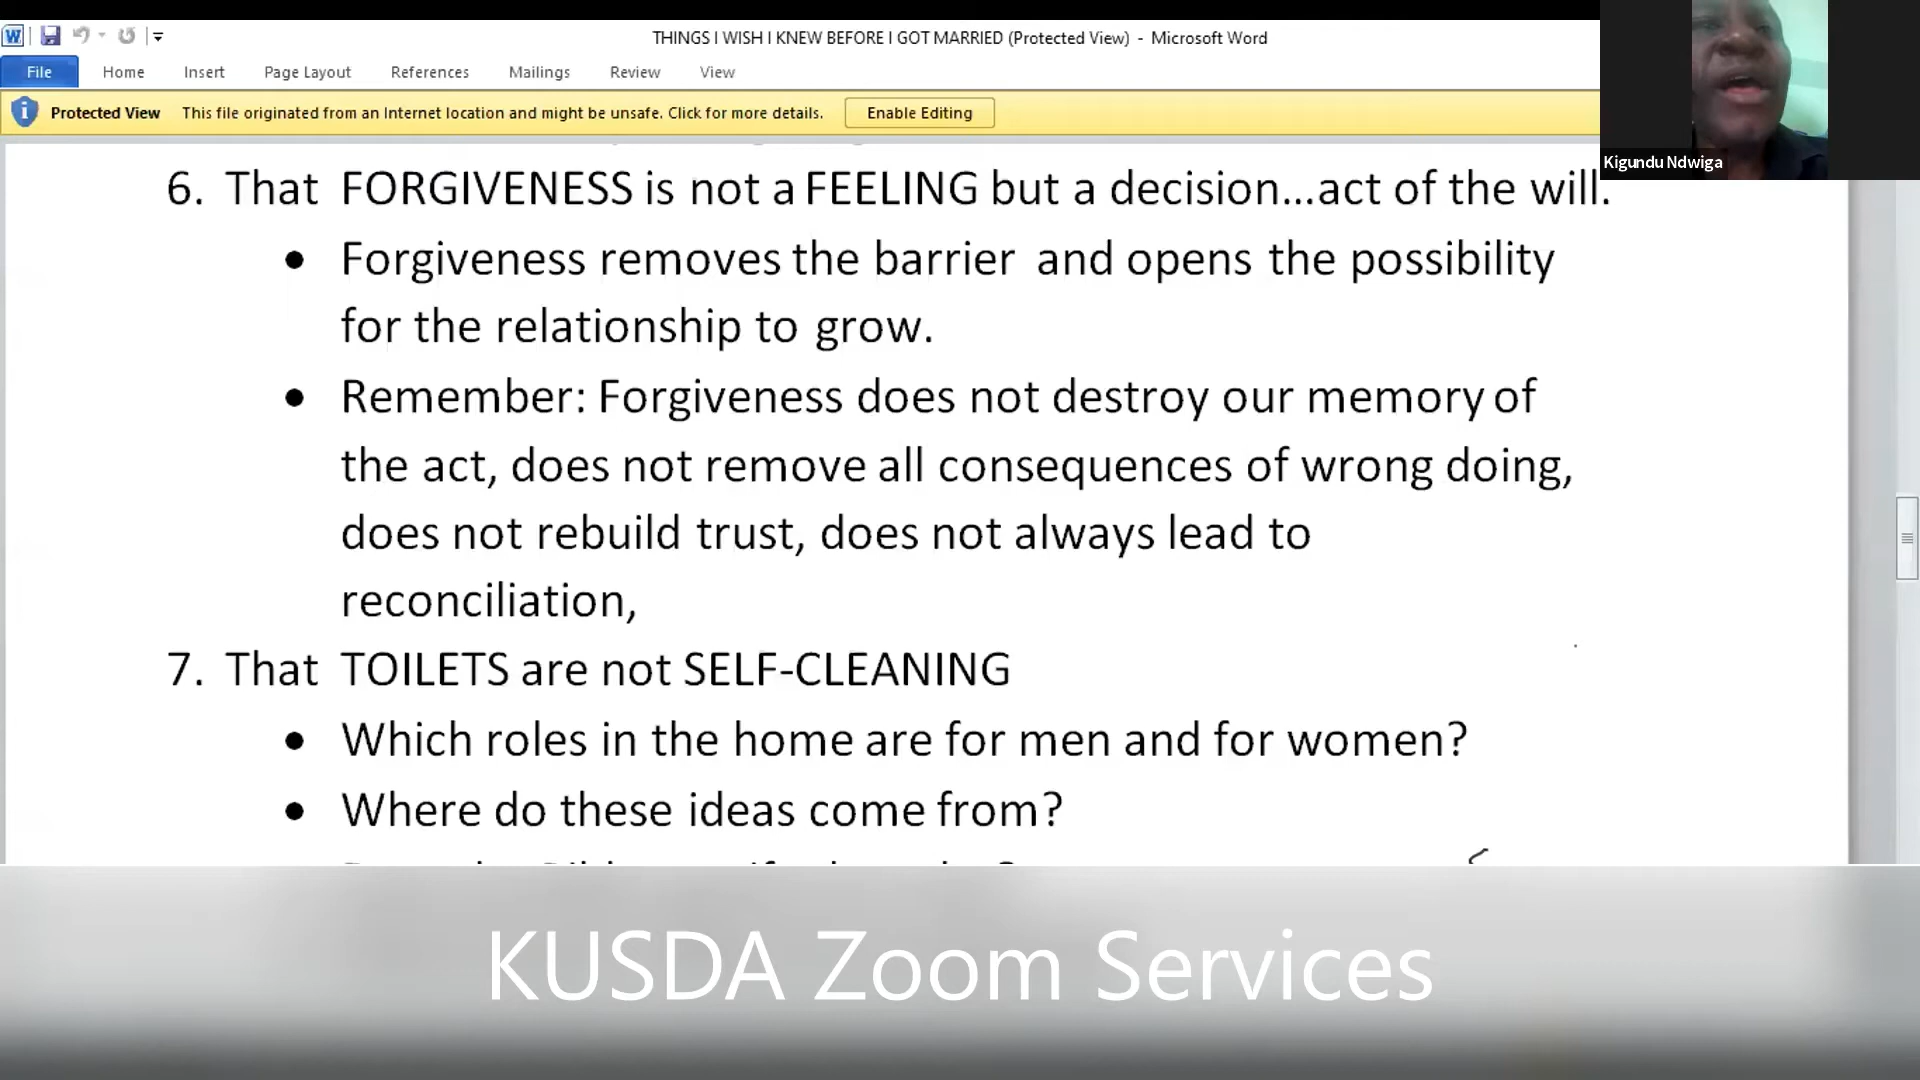 THINGS I WISH I KNEW BEFORE I GOT MARRIED (Protected View) - Microsoft Word
File Home Insert Page Layout References Mailings Review View
Protected View This file originated from an Internet location and might be unsafe. Click for more details. Enable Editing
Kigundu Ndwiga
6. That FORGIVENESS is not a FEELING but a decision...act of the will.
• Forgiveness removes the barrier and opens the possibility
for the relationship to grow.
• Remember: Forgiveness does not destroy our memory of
the act, does not remove all consequences of wrong doing,
does not rebuild trust, does not always lead to
reconciliation,
7. That TOILETS are not SELF-CLEANING
• Which roles in the home are for men and for women?
• Where do these ideas come from?
KUSDA Zoom Services